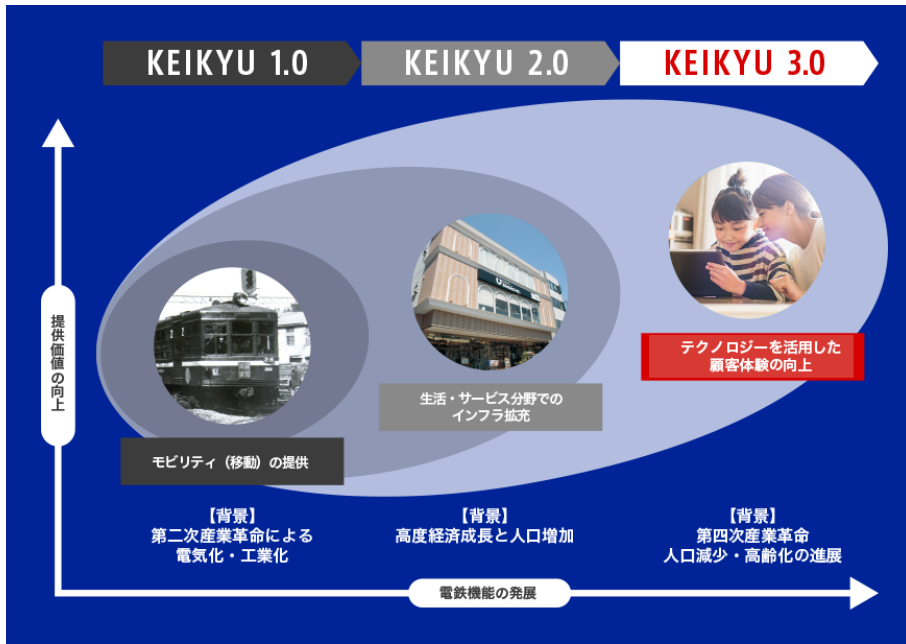 KEIKYU 1.0
KEIKYU 2.0
KEIKYU 3.0
提供価値の向上
モビリティ（移動）の提供
生活・サービス分野での
インフラ拡充
テクノロジーを活用した
顧客体験の向上
【背景】
第二次産業革命による
電気化・工業化
【背景】
高度経済成長と人口増加
【背景】
第四次産業革命
人口減少・高齢化の進展
電鉄機能の発展